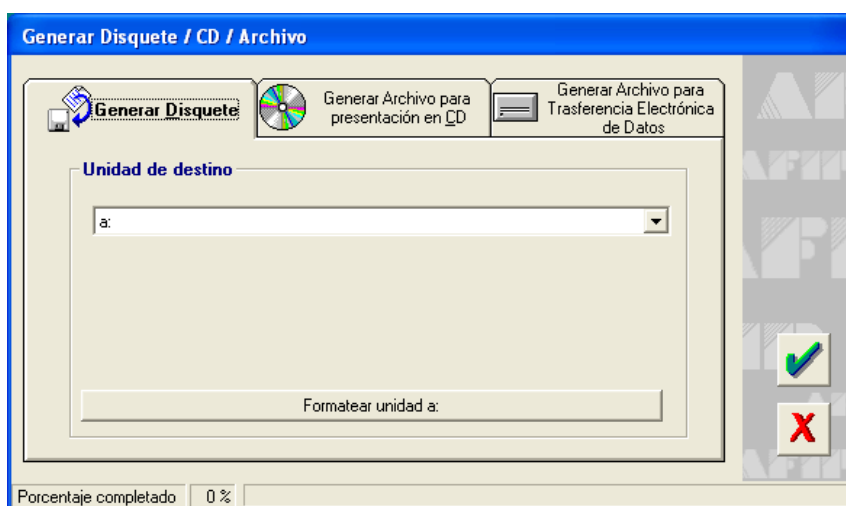 Generar Disquete / CD / Archivo
Generar Disquete
Generar Archivo para
presentación en CD
Generar Archivo para
Trasferencia Electrónica
de Datos
Unidad de destino
a:
Formatear unidad a:
Porcentaje completado
0 %
AFIP